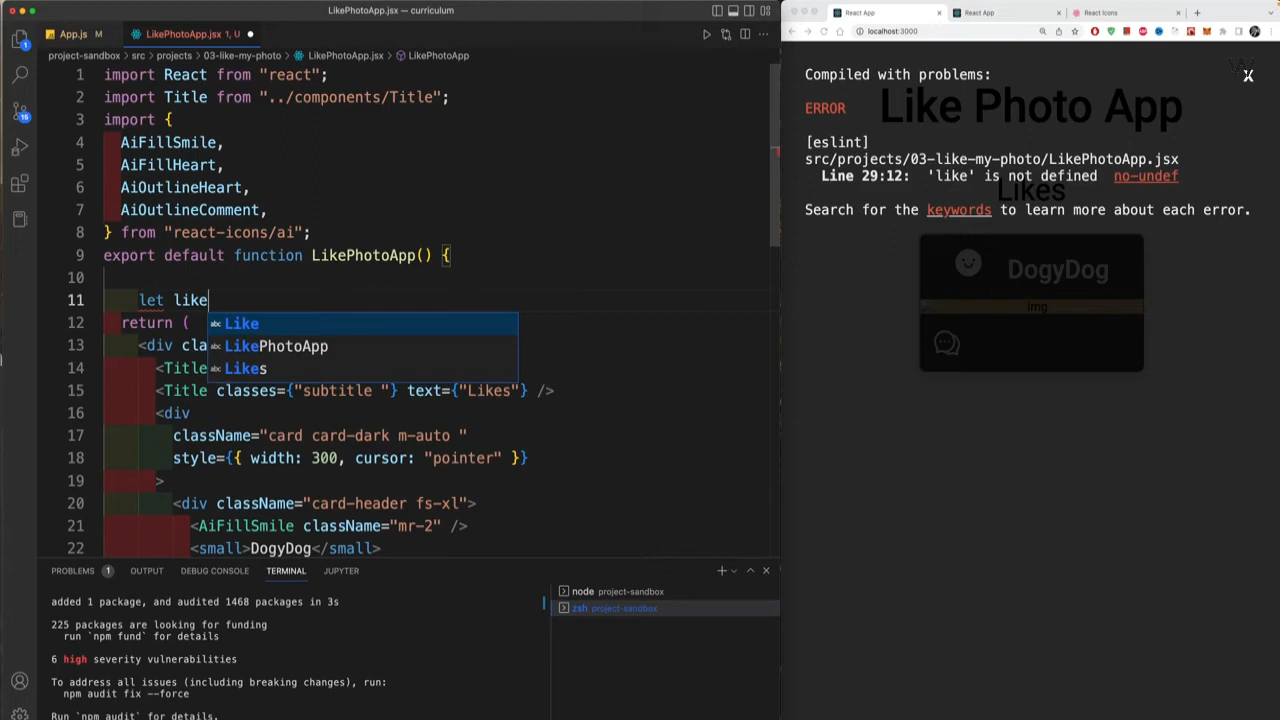 LikePhotoApp.jsx — curriculum
App.js M
LikePhotoApp.jsx 1, U
project-sandbox > src > projects > 03-like-my-photo > LikePhotoApp.jsx > LikePhotoApp
1 import React from "react";
2 import Title from "../components/Title";
3 import {
4 AiFillSmile,
5 AiFillHeart,
6 AiOutlineHeart,
7 AiOutlineComment,
8 } from "react-icons/ai";
9 export default function LikePhotoApp() {
10
11 let like
abc Like
abc LikePhotoApp
abc Likes
12 return (
13 <div cla
14 <Title
15 <Title classes={"subtitle "} text={"Likes"} />
16 <div
17 className="card card-dark m-auto "
18 style={{ width: 300, cursor: "pointer" }}
19 >
20 <div className="card-header fs-xl">
21 <AiFillSmile className="mr-2" />
22 <small>DogyDog</small>
PROBLEMS 1 OUTPUT DEBUG CONSOLE TERMINAL JUPYTER
added 1 package, and audited 1468 packages in 3s
225 packages are looking for funding
run `npm fund` for details
6 high severity vulnerabilities
To address all issues (including breaking changes), run:
npm audit fix --force
Run `npm audit` for details.
node project-sandbox
zsh project-sandbox
1
16
React App
React App
React Icons
localhost:3000
Compiled with problems:
X
ERROR
Like Photo App
[eslint]
src/projects/03-like-my-photo/LikePhotoApp.jsx
Line 29:12: 'like' is not defined no-undef
Likes
Search for the keywords to learn more about each error.
DogyDog
img